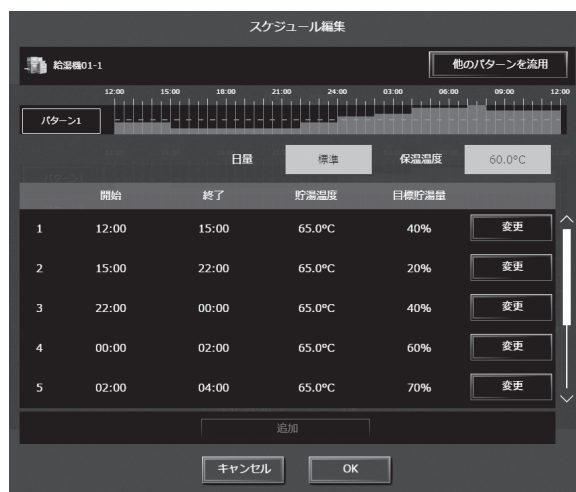 スケジュール編集
給湯機01-1
他のパターンを流用
12:00 15:00 18:00 21:00 24:00 03:00 06:00 09:00 12:00
パターン1
日量 標準 保温温度 60.0℃
開始 終了 貯湯温度 目標貯湯量
1 12:00 15:00 65.0℃ 40% 変更
2 15:00 22:00 65.0℃ 20% 変更
3 22:00 00:00 65.0℃ 40% 変更
4 00:00 02:00 65.0℃ 60% 変更
5 02:00 04:00 65.0℃ 70% 変更
追加
キャンセル OK